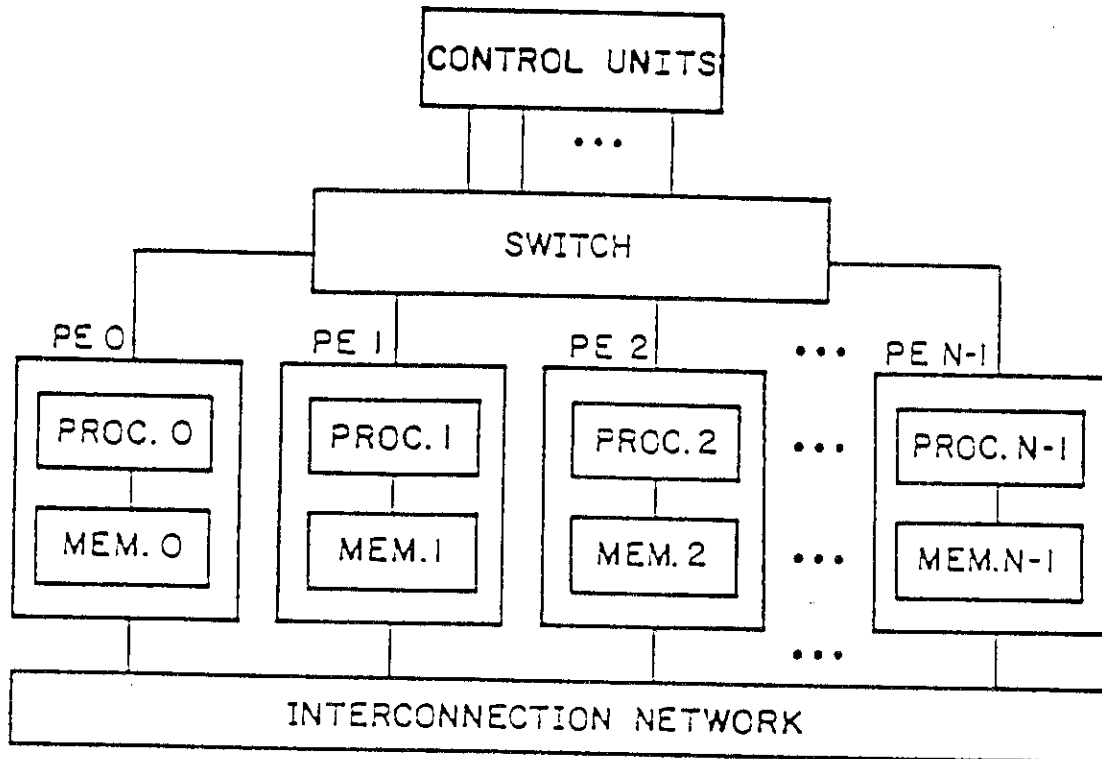 CONTROL UNITS
•••
SWITCH
PE 0
PE 1
PE 2
•••
PE N-1
PROC. 0
PROC. 1
PROC. 2
•••
PROC. N-1
MEM. 0
MEM. 1
MEM. 2
•••
MEM. N-1
•••
INTERCONNECTION NETWORK